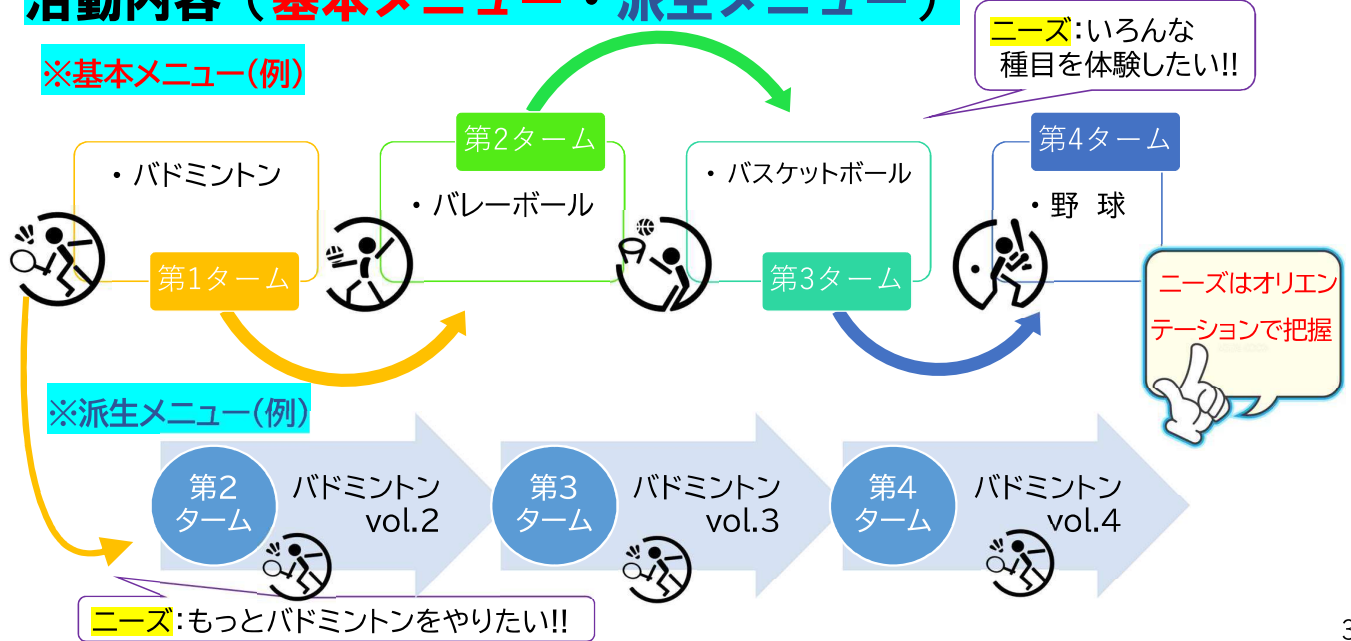 活動内容（基本メニュー・派生メニュー）
※基本メニュー(例)
ニーズ：いろんな
種目を体験したい!!
第1ターム
・バドミントン
第2ターム
・バレーボール
第3ターム
・バスケットボール
第4ターム
・野 球
ニーズはオリエン
テーションで把握
※派生メニュー(例)
第2
ターム
バドミントン
vol.2
第3
ターム
バドミントン
vol.3
第4
ターム
バドミントン
vol.4
ニーズ：もっとバドミントンをやりたい!!
3